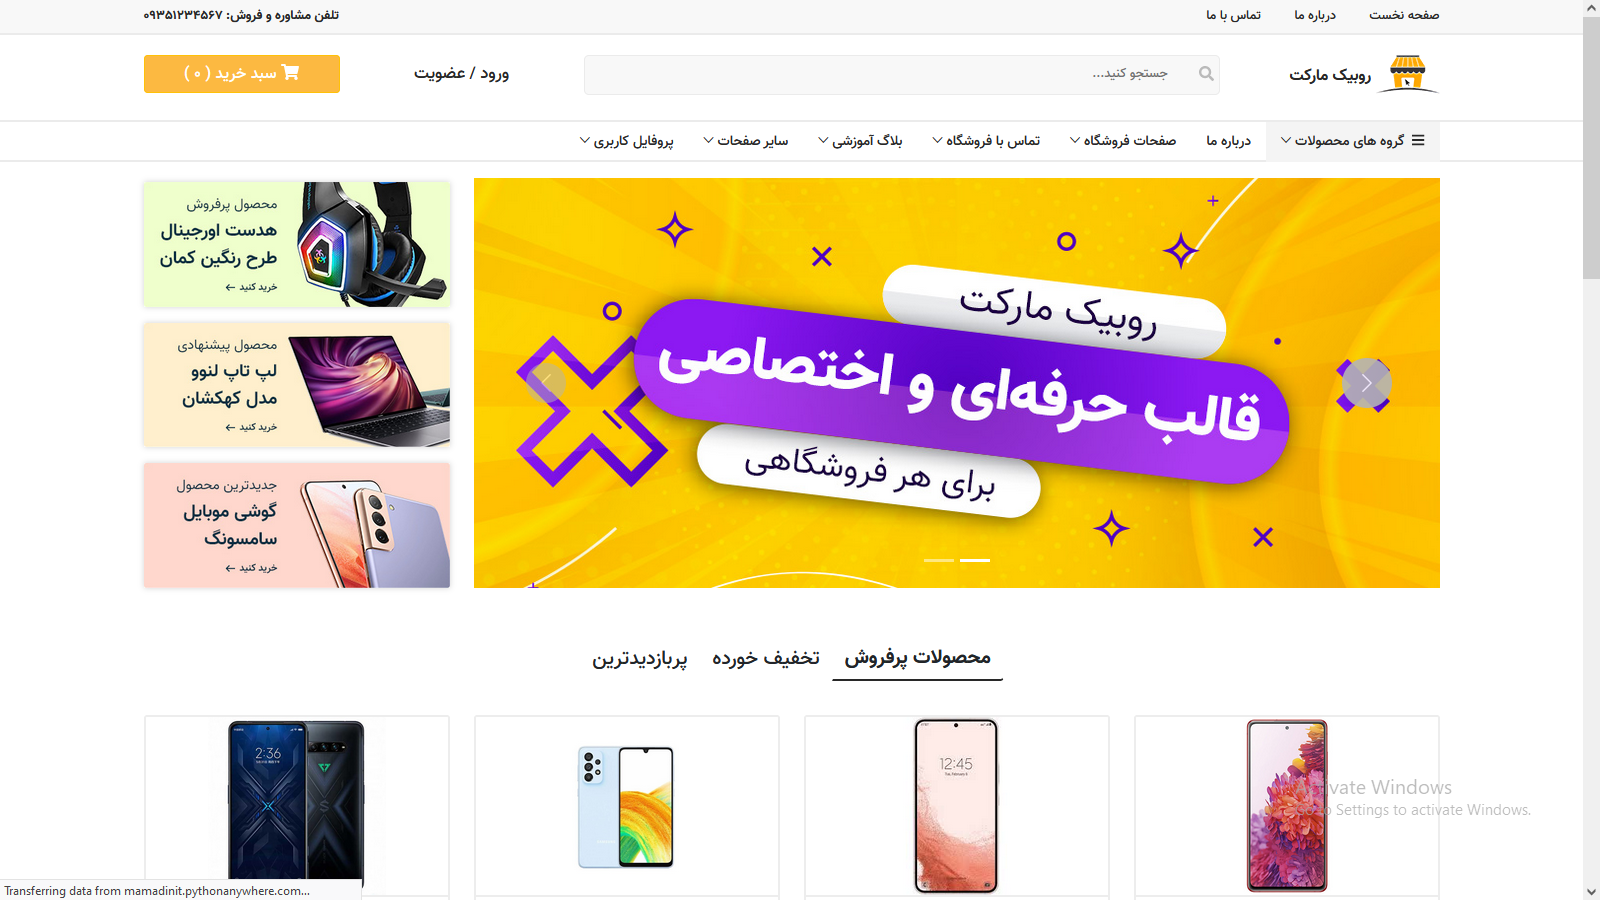 صفحه نخست
درباره ما
تماس با ما
تلفن مشاوره و فروش: ۰۹۳۵۱۲۳۴۵۶۷
روبیک مارکت
جستجو کنید...
ورود / عضویت
سبد خرید ( ۰ )
گروه های محصولات
درباره ما
صفحات فروشگاه
تماس با فروشگاه
بلاگ آموزشی
سایر صفحات
پروفایل کاربری
روبیک مارکت
قالب حرفه‌ای و اختصاصی
برای هر فروشگاهی
محصول پرفروش
هدست اورجینال
طرح رنگین کمان
خرید کنید
محصول پیشنهادی
لپ تاپ لنوو
مدل کهکشان
خرید کنید
جدیدترین محصول
گوشی موبایل
سامسونگ
خرید کنید
محصولات پرفروش
تخفیف خورده
پربازدیدترین
12:45
2:36
Activate Windows
Go to Settings to activate Windows.
Transferring data from mamadinit.pythonanywhere.com...